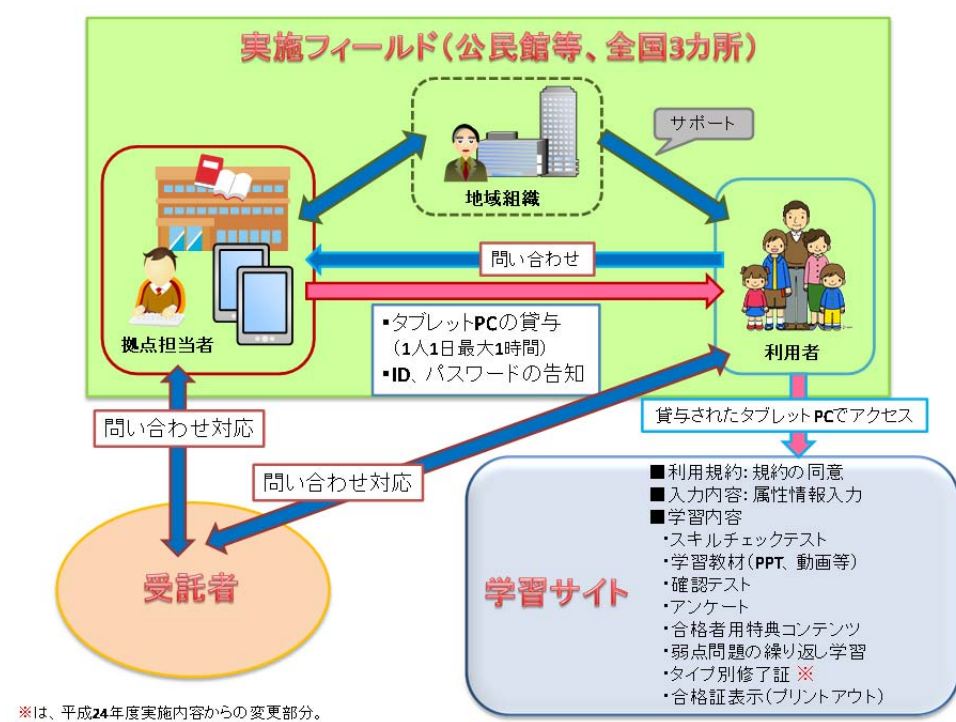 実施フィールド(公民館等、全国3カ所)
サポート
地域組織
問い合わせ
▪タブレットPCの貸与
(1人1日最大1時間)
▪ID、パスワードの告知
拠点担当者
利用者
問い合わせ対応
貸与されたタブレットPCでアクセス
問い合わせ対応
受託者
学習サイト
■利用規約:規約の同意
■入力内容:属性情報入力
■学習内容
・スキルチェックテスト
・学習教材(PPT、動画等)
・確認テスト
・アンケート
・合格者用特典コンテンツ
・弱点問題の繰り返し学習
・タイプ別修了証 ※
・合格証表示(プリントアウト)
※は、平成24年度実施内容からの変更部分。